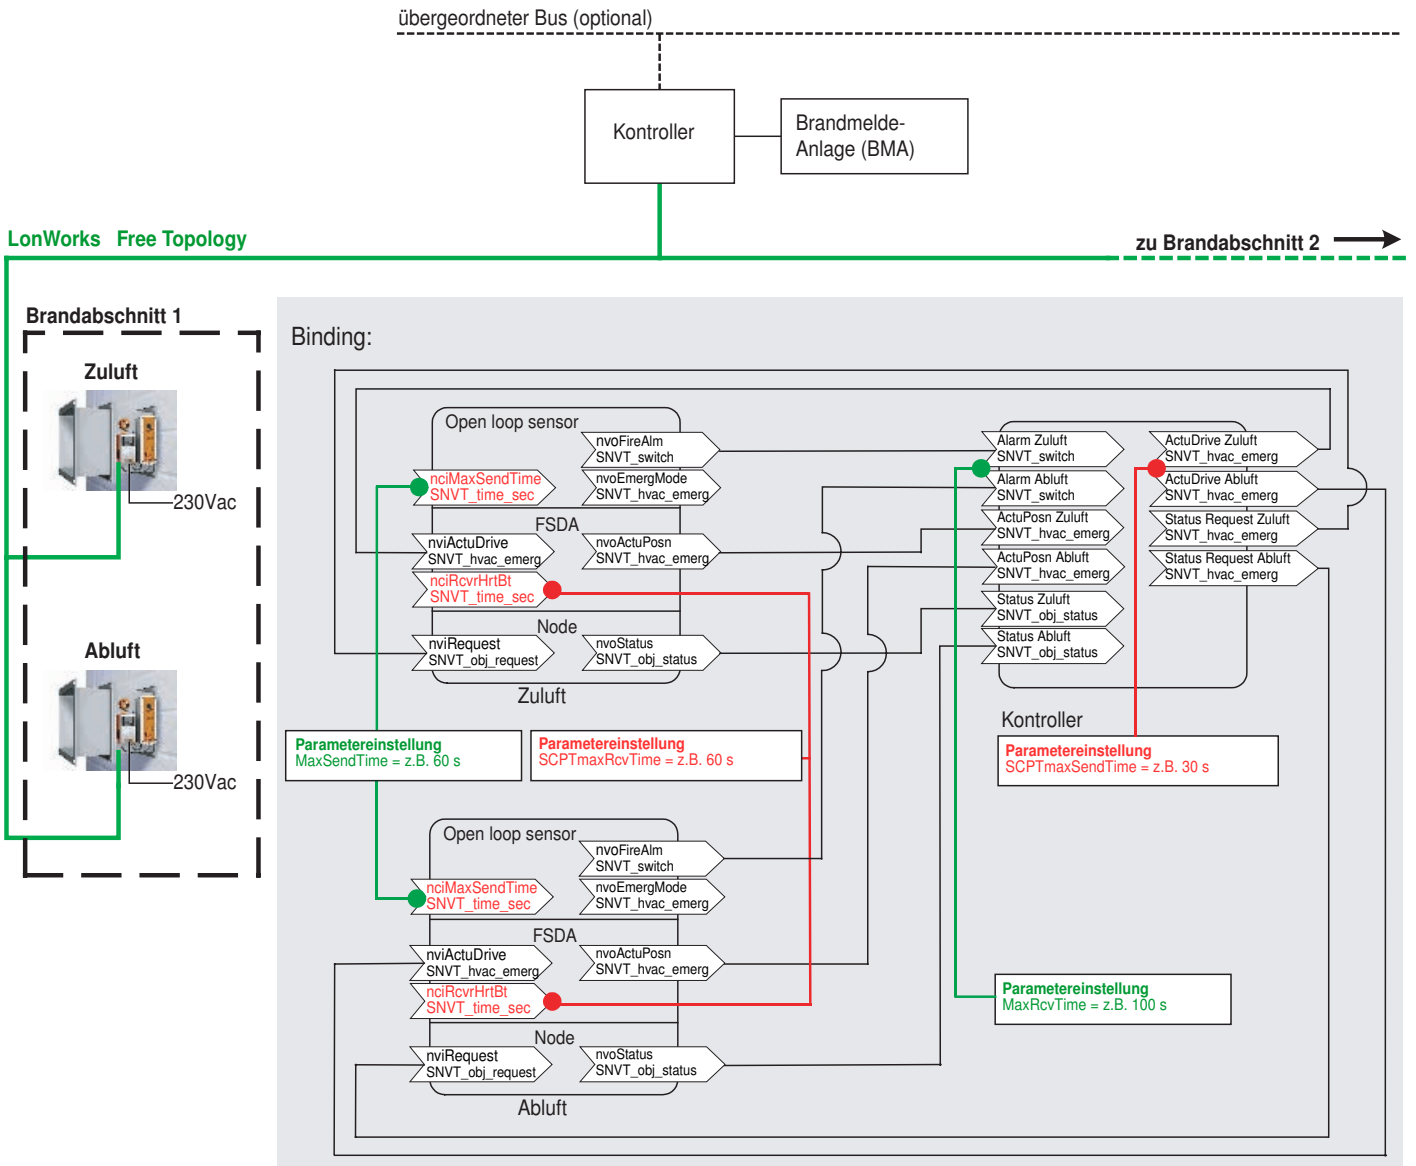 übergeordneter Bus (optional)
Kontroller
Brandmelde-
Anlage (BMA)
LonWorks Free Topology
zu Brandabschnitt 2
Brandabschnitt 1
Zuluft
230Vac
Abluft
230Vac
Binding:
Open loop sensor
nvoFireAlm
SNVT_switch
nciMaxSendTime
SNVT_time_sec
nvoEmergMode
SNVT_hvac_emerg
FSDA
nviActuDrive
SNVT_hvac_emerg
nvoActuPosn
SNVT_hvac_emerg
nciRcvrHrtBt
SNVT_time_sec
Node
nviRequest
SNVT_obj_request
nvoStatus
SNVT_obj_status
Zuluft
Alarm Zuluft
SNVT_switch
Alarm Abluft
SNVT_switch
ActuPosn Zuluft
SNVT_hvac_emerg
ActuPosn Abluft
SNVT_hvac_emerg
Status Zuluft
SNVT_obj_status
Status Abluft
SNVT_obj_status
ActuDrive Zuluft
SNVT_hvac_emerg
ActuDrive Abluft
SNVT_hvac_emerg
Status Request Zuluft
SNVT_hvac_emerg
Status Request Abluft
SNVT_hvac_emerg
Kontroller
Parametereinstellung
MaxSendTime = z.B. 60 s
Parametereinstellung
SCPTmaxRcvTime = z.B. 60 s
Parametereinstellung
SCPTmaxSendTime = z.B. 30 s
Open loop sensor
nvoFireAlm
SNVT_switch
nciMaxSendTime
SNVT_time_sec
nvoEmergMode
SNVT_hvac_emerg
FSDA
nviActuDrive
SNVT_hvac_emerg
nvoActuPosn
SNVT_hvac_emerg
nciRcvrHrtBt
SNVT_time_sec
Node
nviRequest
SNVT_obj_request
nvoStatus
SNVT_obj_status
Abluft
Parametereinstellung
MaxRcvTime = z.B. 100 s